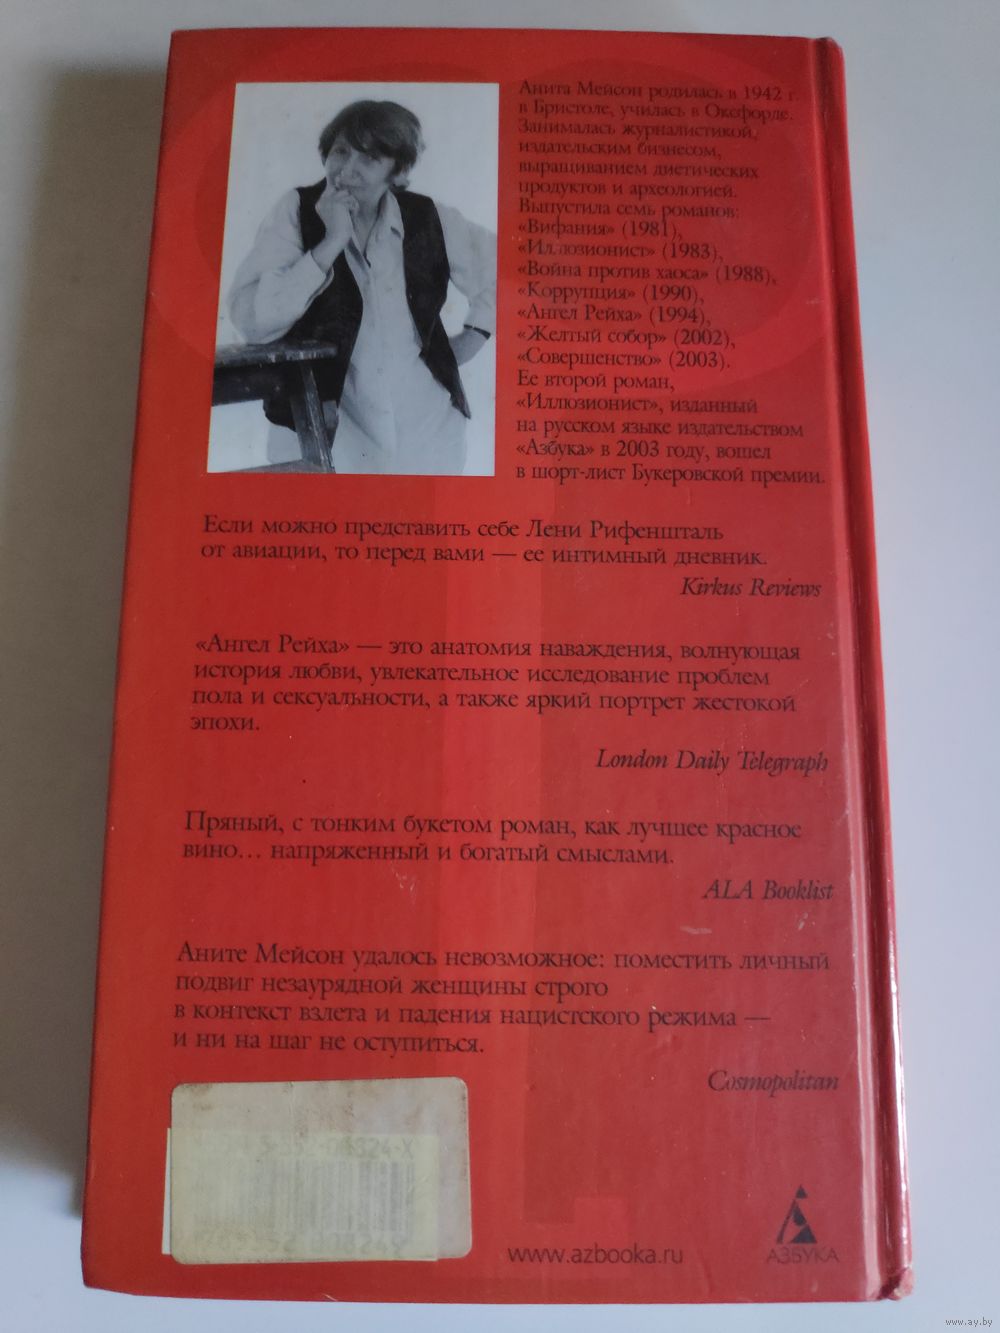 Анита Мейсон родилась в 1942 г.
в Бристоле, училась в Оксфорде.
Занималась журналистикой,
издательским бизнесом,
выращиванием диетических
продуктов и археологией.
Выпустила семь романов:
«Вифания» (1981),
«Иллюзионист» (1983),
«Война против хаоса» (1988),
«Коррупция» (1990),
«Ангел Рейха» (1994),
«Желтый собор» (2002),
«Совершенство» (2003).
Ее второй роман,
«Иллюзионист», изданный
на русском языке издательством
«Азбука» в 2003 году, вошел
в шорт-лист Букеровской премии.
Если можно представить себе Лени Рифеншталь
от авиации, то перед вами — ее интимный дневник.
Kirkus Reviews
«Ангел Рейха» — это анатомия наваждения, волнующая
история любви, увлекательное исследование проблем
пола и сексуальности, а также яркий портрет жестокой
эпохи.
London Daily Telegraph
Пряный, с тонким букетом роман, как лучшее красное
вино... напряженный и богатый смыслами.
ALA Booklist
Аните Мейсон удалось невозможное: поместить личный
подвиг незаурядной женщины строго
в контекст взлета и падения нацистского режима —
и ни на шаг не оступиться.
Cosmopolitan
www.azbooka.ru
АЗБУКА
www.ay.by